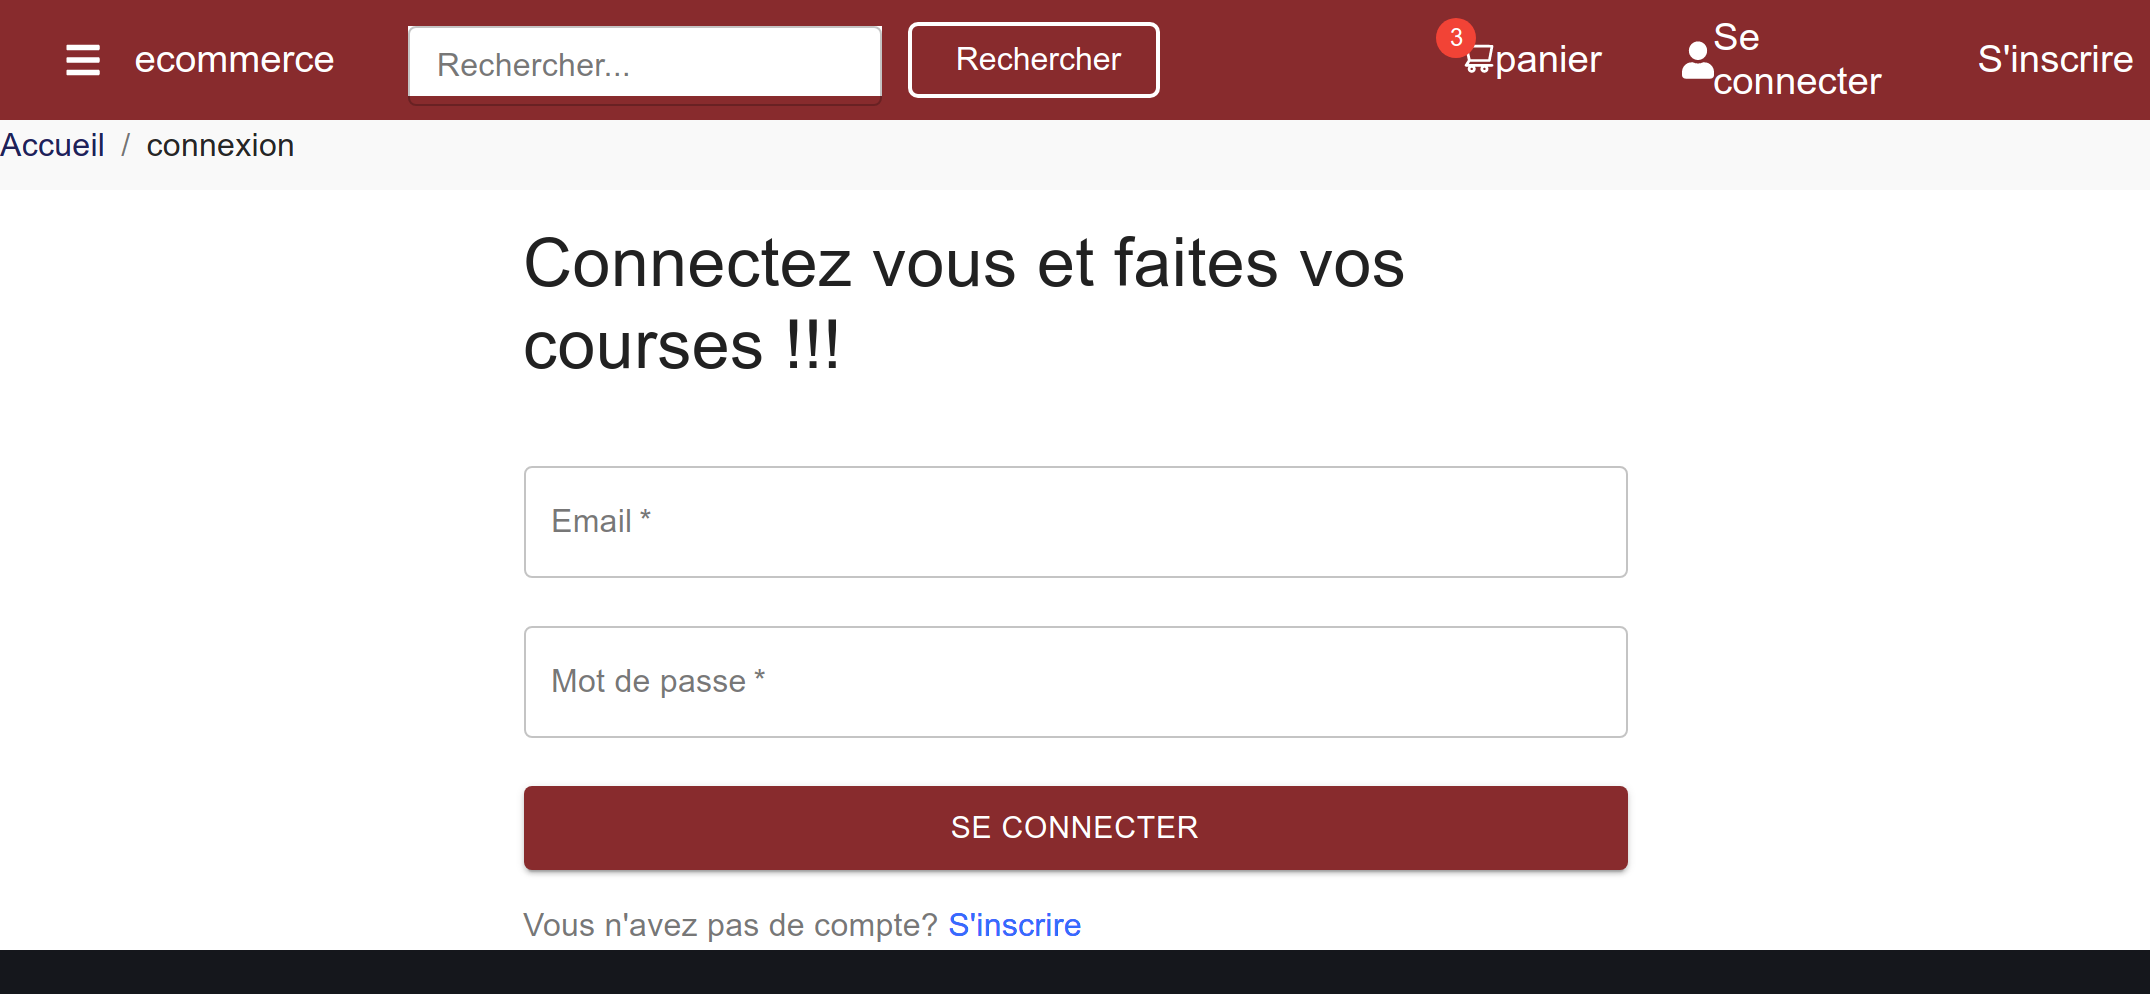 ecommerce
Rechercher...
Rechercher
3
panier
Se
connecter
S'inscrire
Accueil / connexion
Connectez vous et faites vos
courses !!!
Email *
Mot de passe *
SE CONNECTER
Vous n'avez pas de compte? S'inscrire